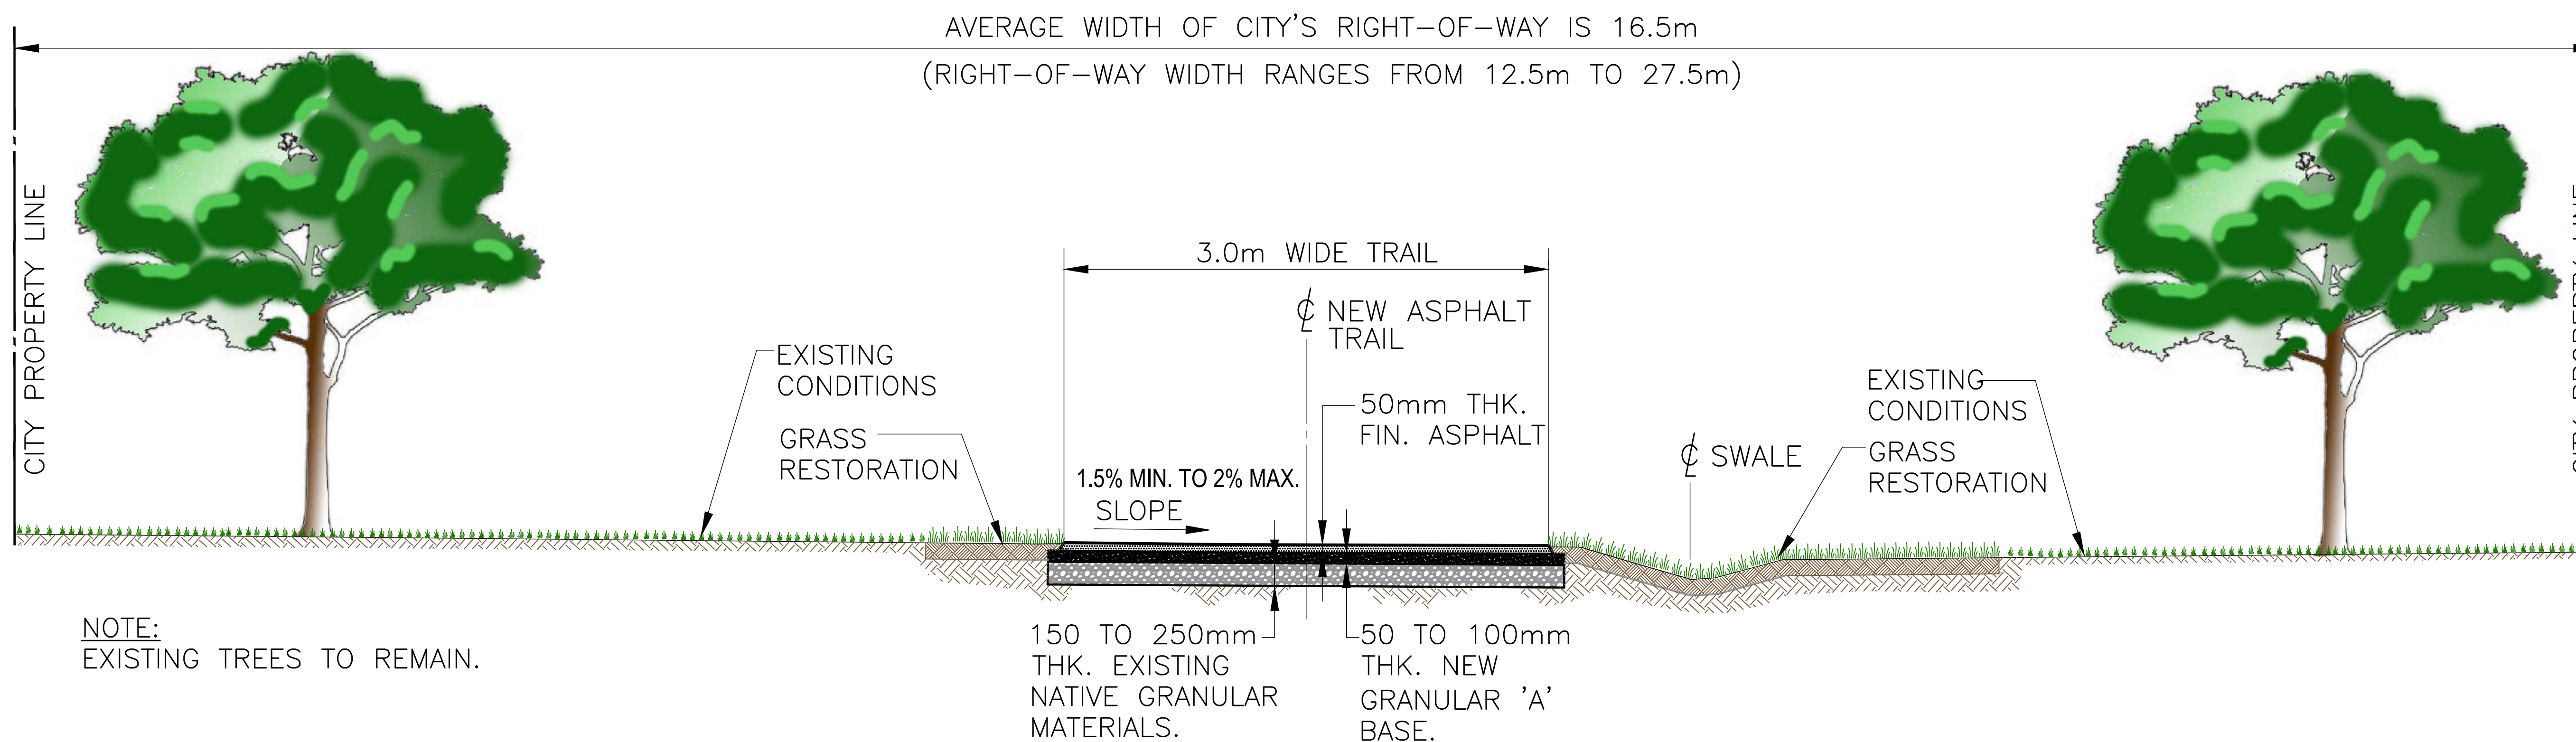 AVERAGE WIDTH OF CITY'S RIGHT-OF-WAY IS 16.5m
(RIGHT-OF-WAY WIDTH RANGES FROM 12.5m TO 27.5m)
CITY PROPERTY LINE
3.0m WIDE TRAIL
℄ NEW ASPHALT
TRAIL
EXISTING
CONDITIONS
GRASS
RESTORATION
50mm THK.
FIN. ASPHALT
1.5% MIN. TO 2% MAX.
SLOPE
℄ SWALE
EXISTING
CONDITIONS
GRASS
RESTORATION
150 TO 250mm
THK. EXISTING
NATIVE GRANULAR
MATERIALS.
50 TO 100mm
THK. NEW
GRANULAR 'A'
BASE.
NOTE:
EXISTING TREES TO REMAIN.